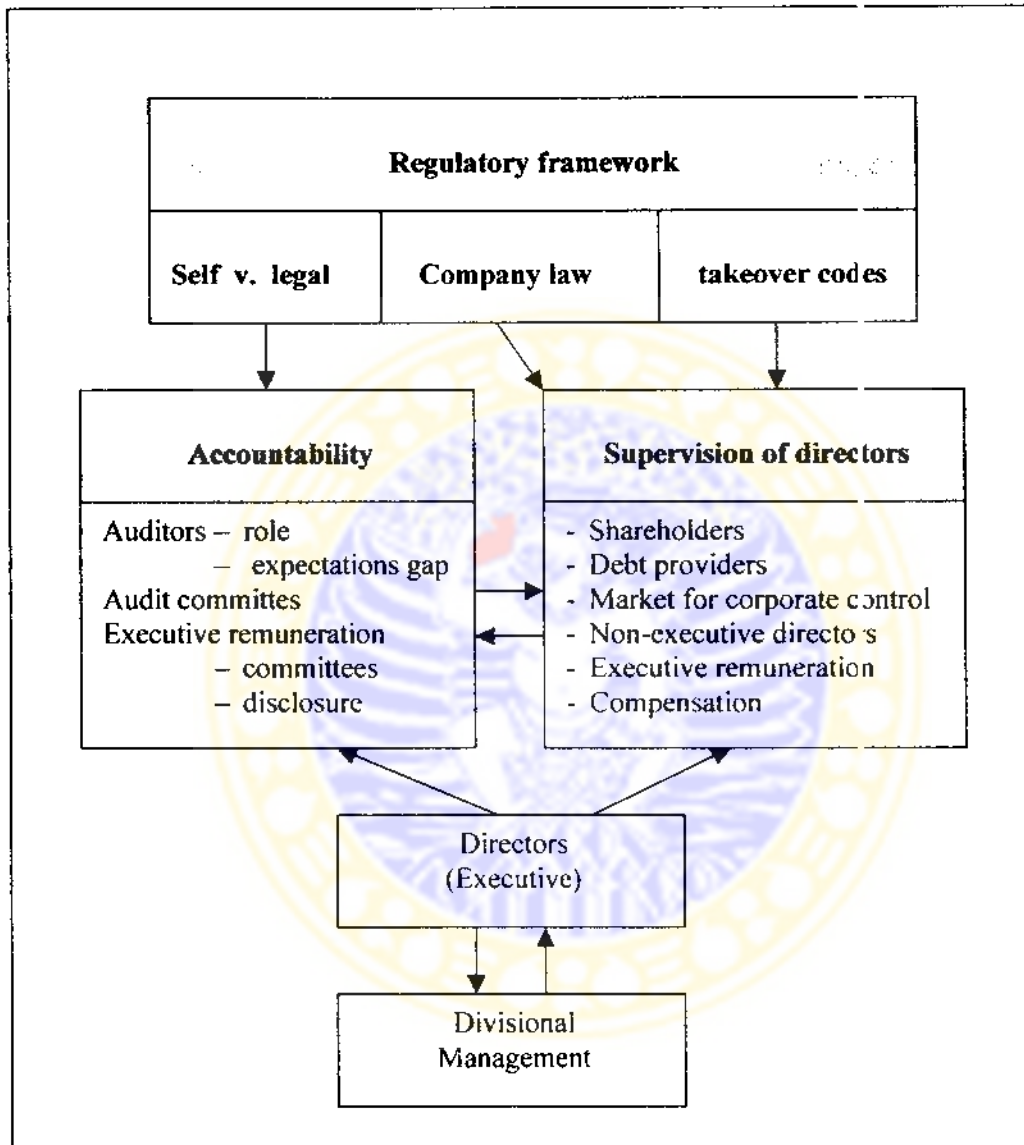 Regulatory framework
Self v. legal
Company law
takeover codes
Accountability
Auditors – role
– expectations gap
Audit committes
Executive remuneration
– committees
– disclosure
Supervision of directors
- Shareholders
- Debt providers
- Market for corporate control
- Non-executive directors
- Executive remuneration
- Compensation
Directors
(Executive)
Divisional
Management